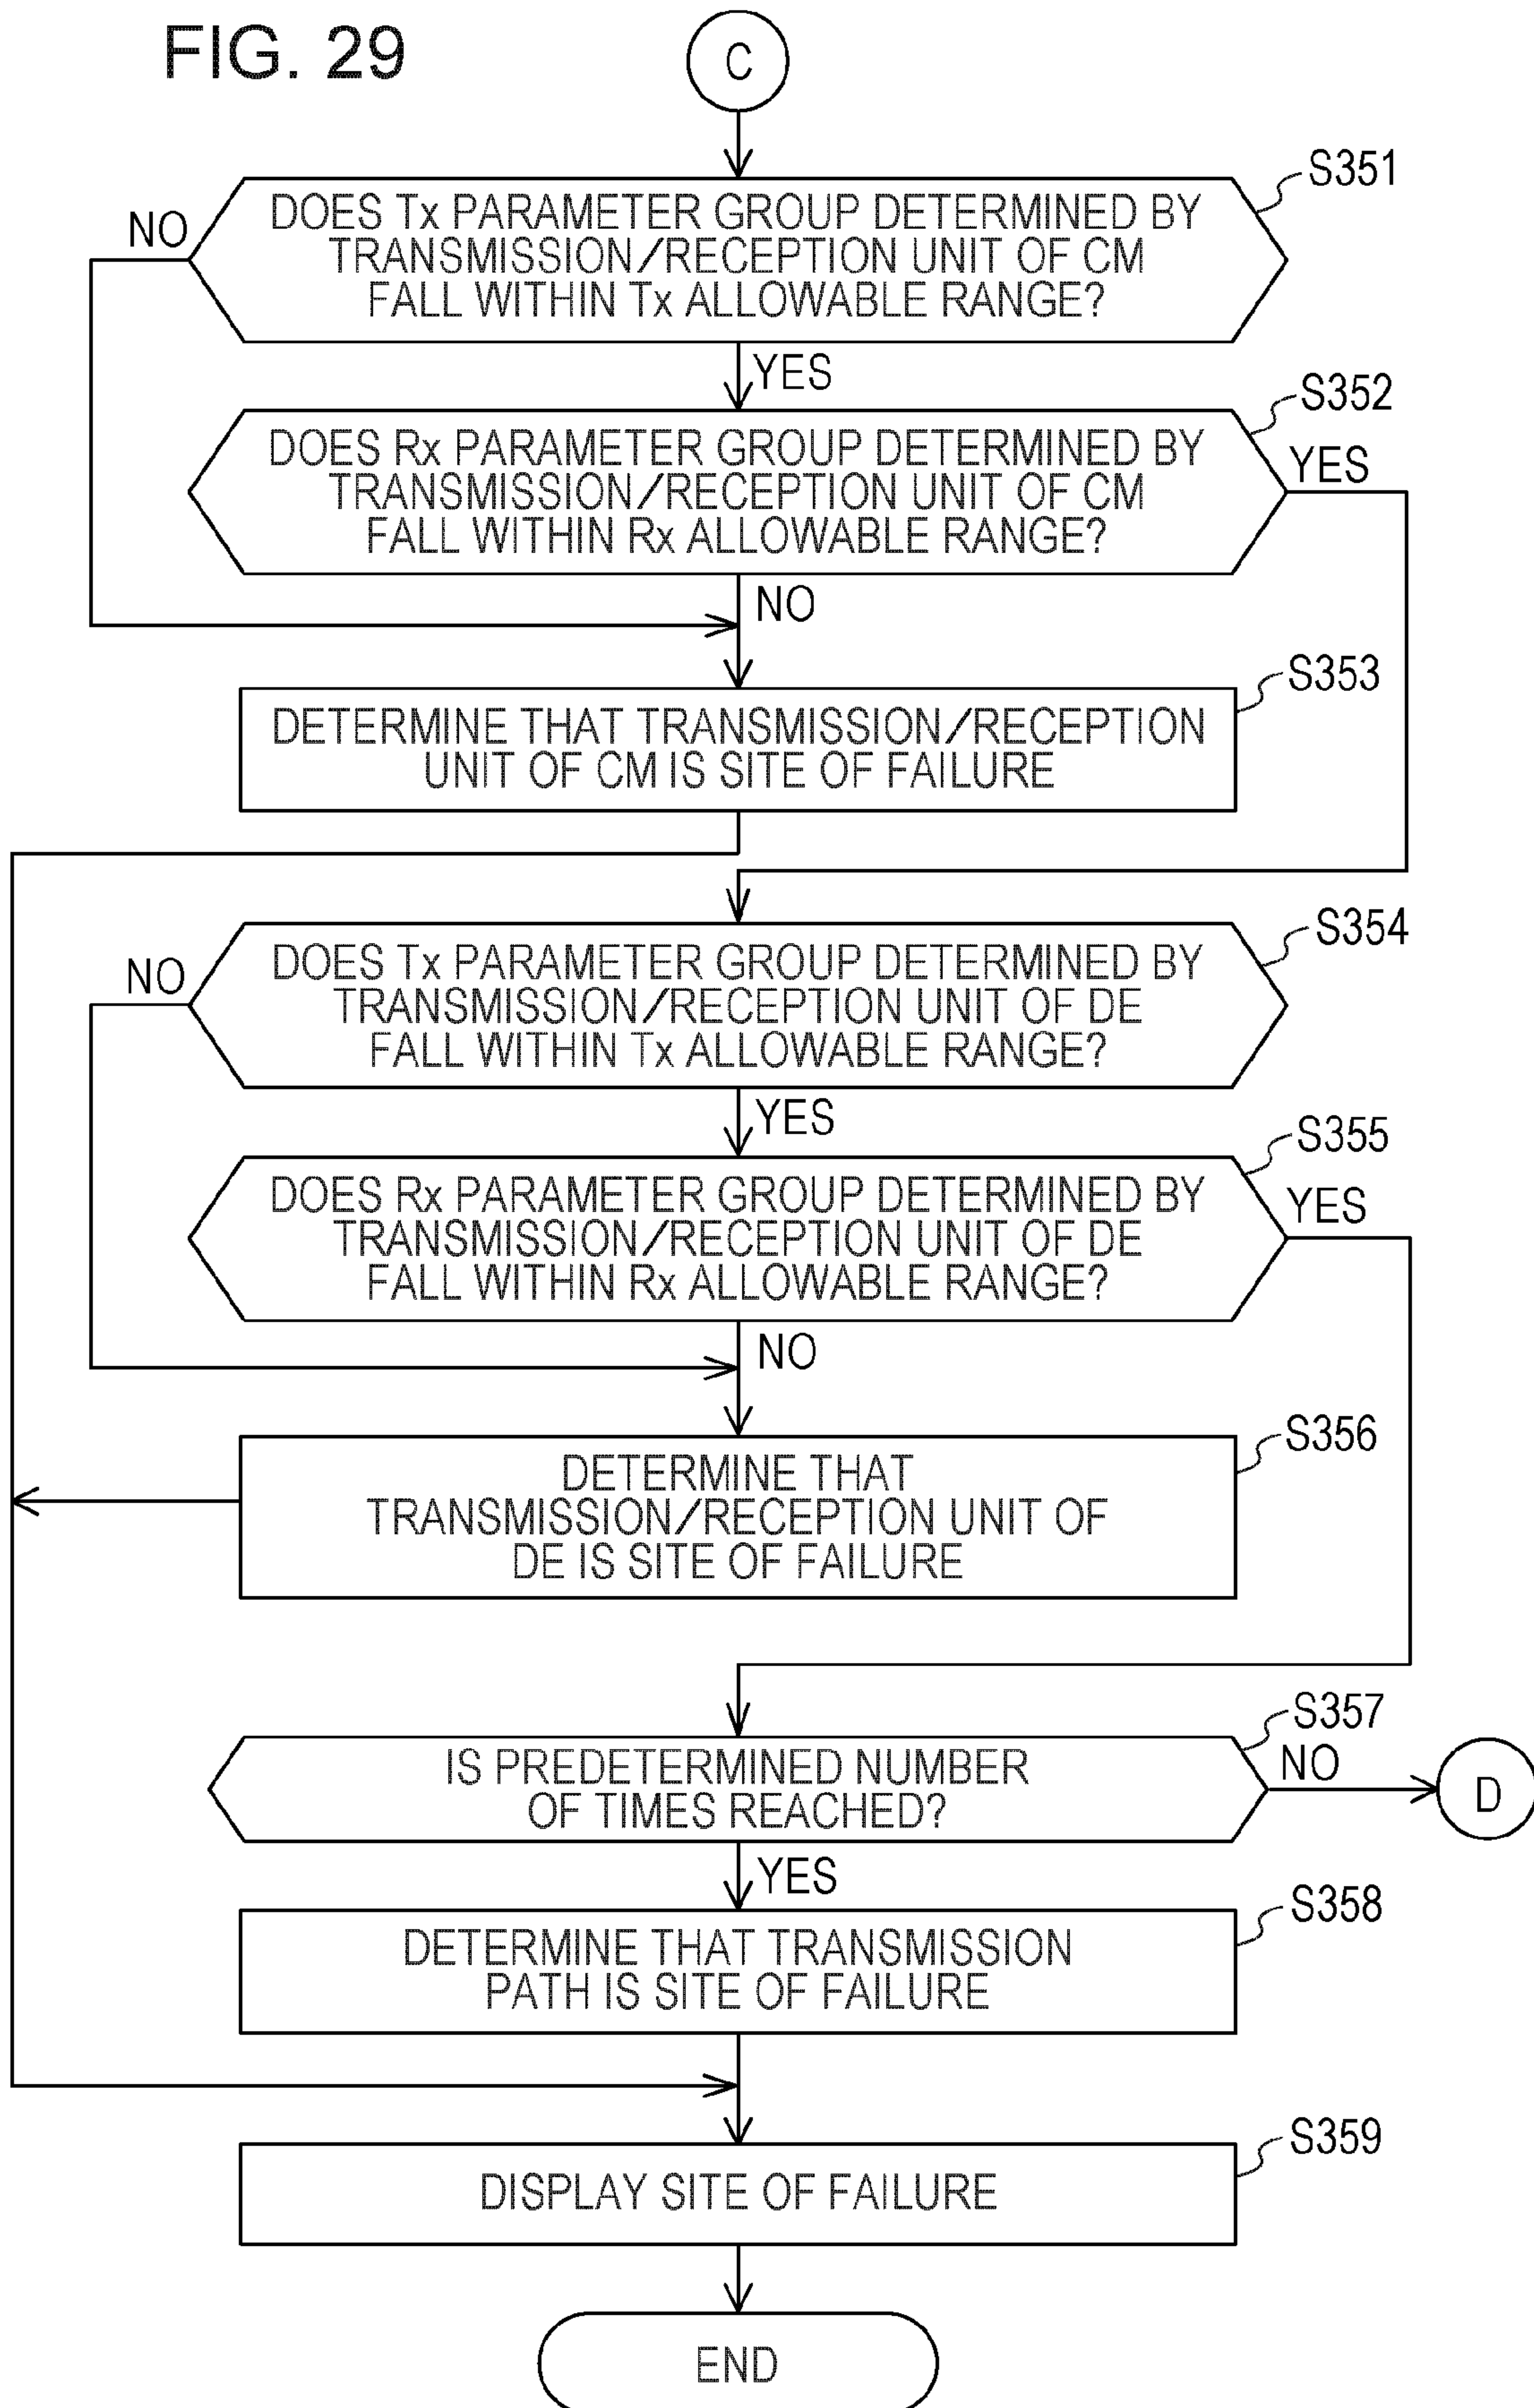 FIG. 29
C
S351
NO
DOES Tx PARAMETER GROUP DETERMINED BY
TRANSMISSION/RECEPTION UNIT OF CM
FALL WITHIN Tx ALLOWABLE RANGE?
YES
S352
DOES Rx PARAMETER GROUP DETERMINED BY
TRANSMISSION/RECEPTION UNIT OF CM
FALL WITHIN Rx ALLOWABLE RANGE?
YES
NO
S353
DETERMINE THAT TRANSMISSION/RECEPTION
UNIT OF CM IS SITE OF FAILURE
S354
NO
DOES Tx PARAMETER GROUP DETERMINED BY
TRANSMISSION/RECEPTION UNIT OF DE
FALL WITHIN Tx ALLOWABLE RANGE?
YES
S355
DOES Rx PARAMETER GROUP DETERMINED BY
TRANSMISSION/RECEPTION UNIT OF DE
FALL WITHIN Rx ALLOWABLE RANGE?
YES
NO
S356
DETERMINE THAT
TRANSMISSION/RECEPTION UNIT OF
DE IS SITE OF FAILURE
S357
IS PREDETERMINED NUMBER
OF TIMES REACHED?
NO
D
YES
S358
DETERMINE THAT TRANSMISSION
PATH IS SITE OF FAILURE
S359
DISPLAY SITE OF FAILURE
END